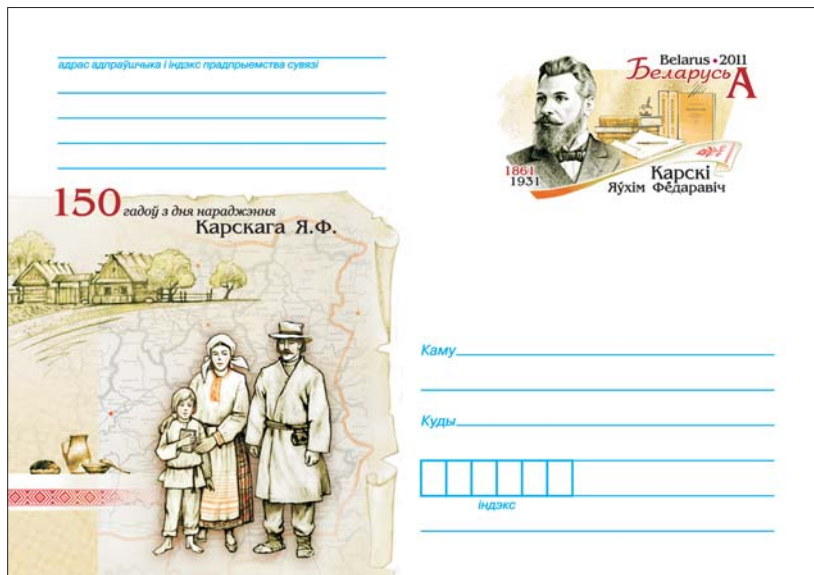 адрас адпраўшчыка і індэкс прадпрыемства сувязі
Belarus • 2011
Беларусь
А
1861
1931
Карскі
Яўхім Фёдаравіч
150 гадоў з дня нараджэння
Карскага Я.Ф.
Каму
Куды
індэкс